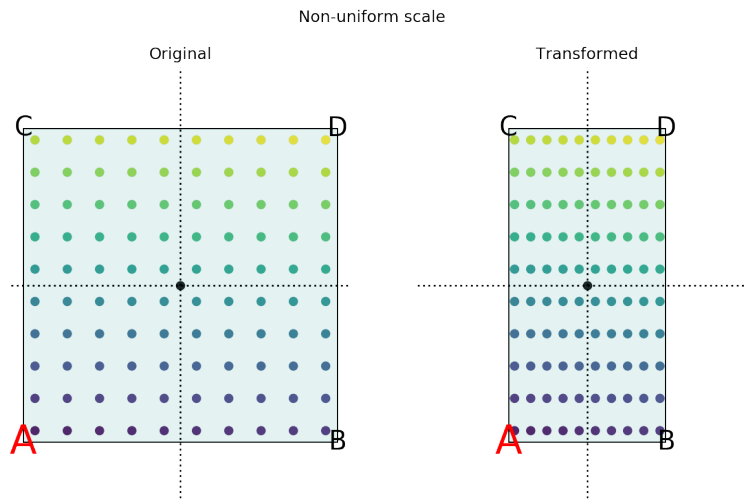 Non-uniform scale
Original
Transformed
C D C D
A B A B